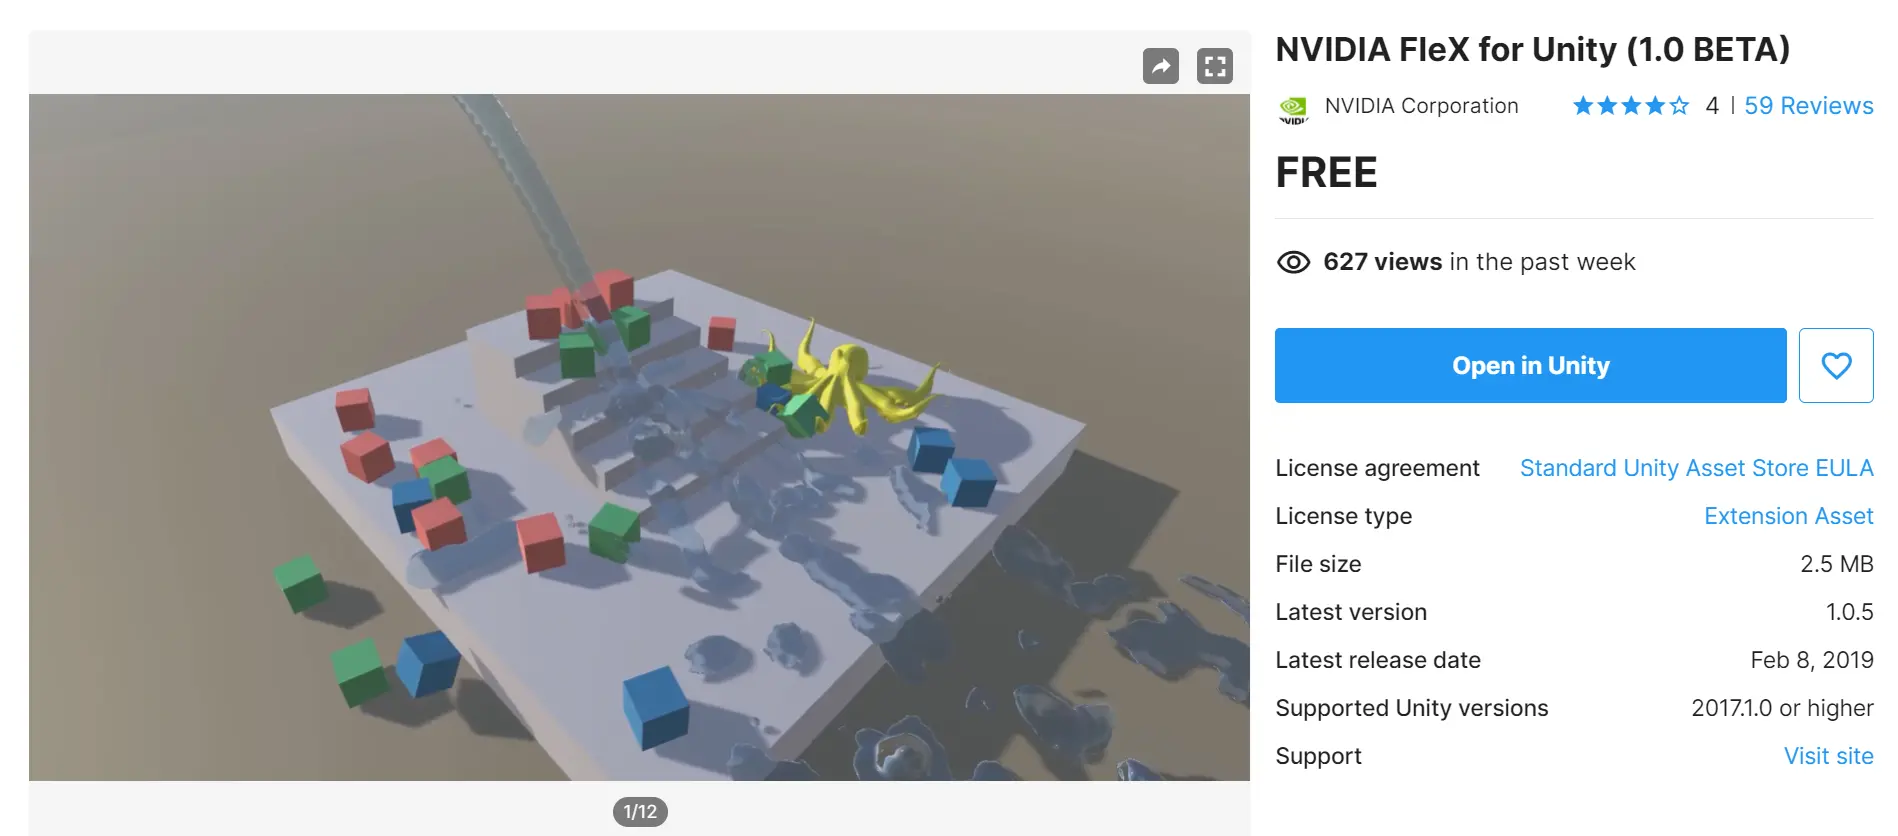 NVIDIA FleX for Unity (1.0 BETA)
NVIDIA Corporation
4 | 59 Reviews
FREE
627 views in the past week
Open in Unity
License agreement Standard Unity Asset Store EULA
License type Extension Asset
File size 2.5 MB
Latest version 1.0.5
Latest release date Feb 8, 2019
Supported Unity versions 2017.1.0 or higher
Support Visit site
1/12